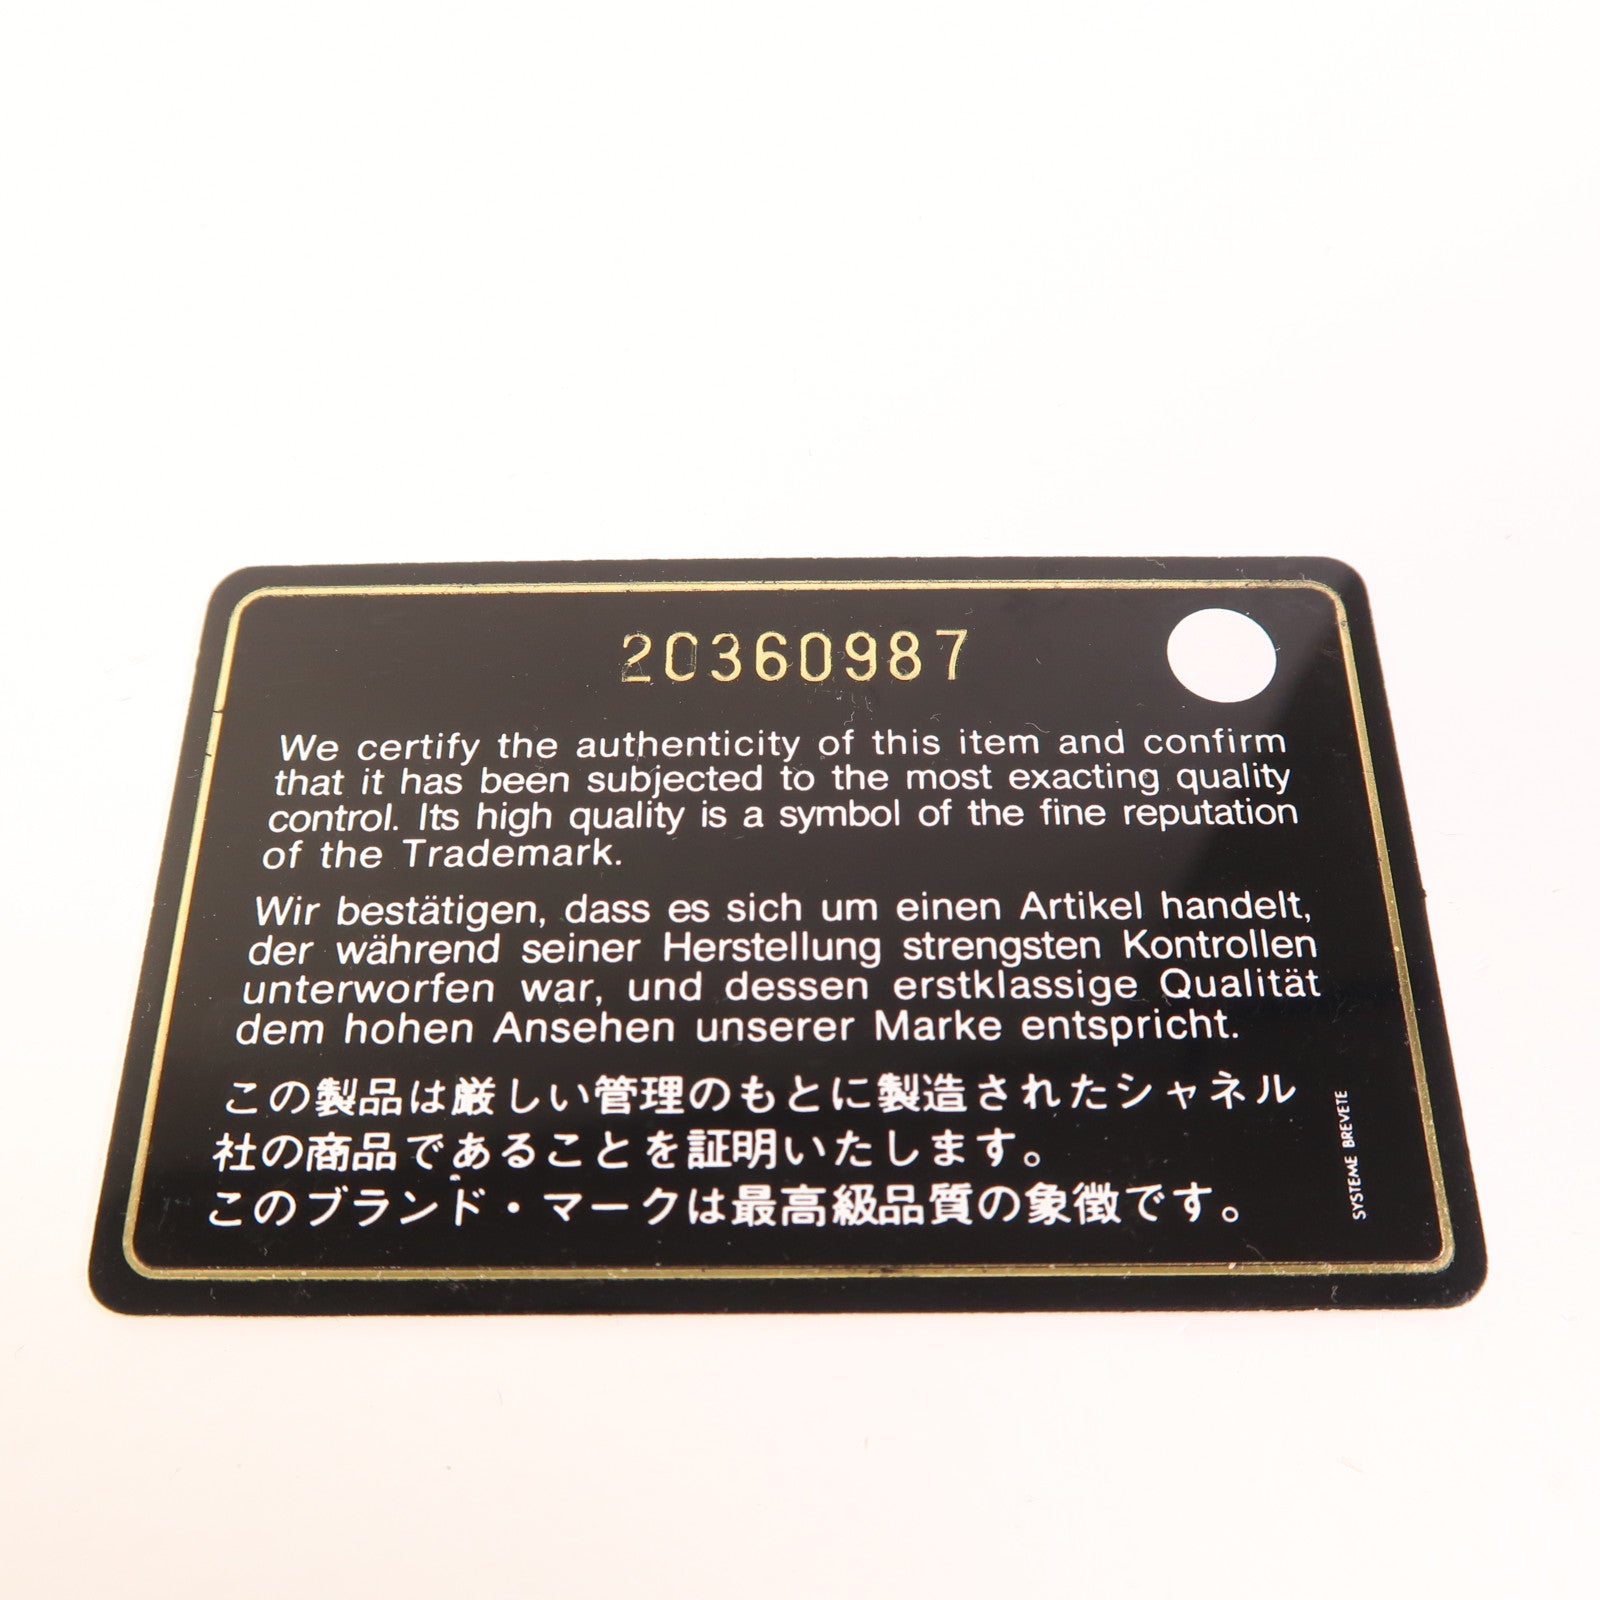 20360987
We certify the authenticity of this item and confirm
that it has been subjected to the most exacting quality
control. Its high quality is a symbol of the fine reputation
of the Trademark.
Wir bestätigen, dass es sich um einen Artikel handelt,
der während seiner Herstellung strengsten Kontrollen
unterworfen war, und dessen erstklassige Qualität
dem hohen Ansehen unserer Marke entspricht.
この製品は厳しい管理のもとに製造されたシャネル
社の商品であることを証明いたします。
このブランド・マークは最高級品質の象徴です。
SYSTEME BREVETE